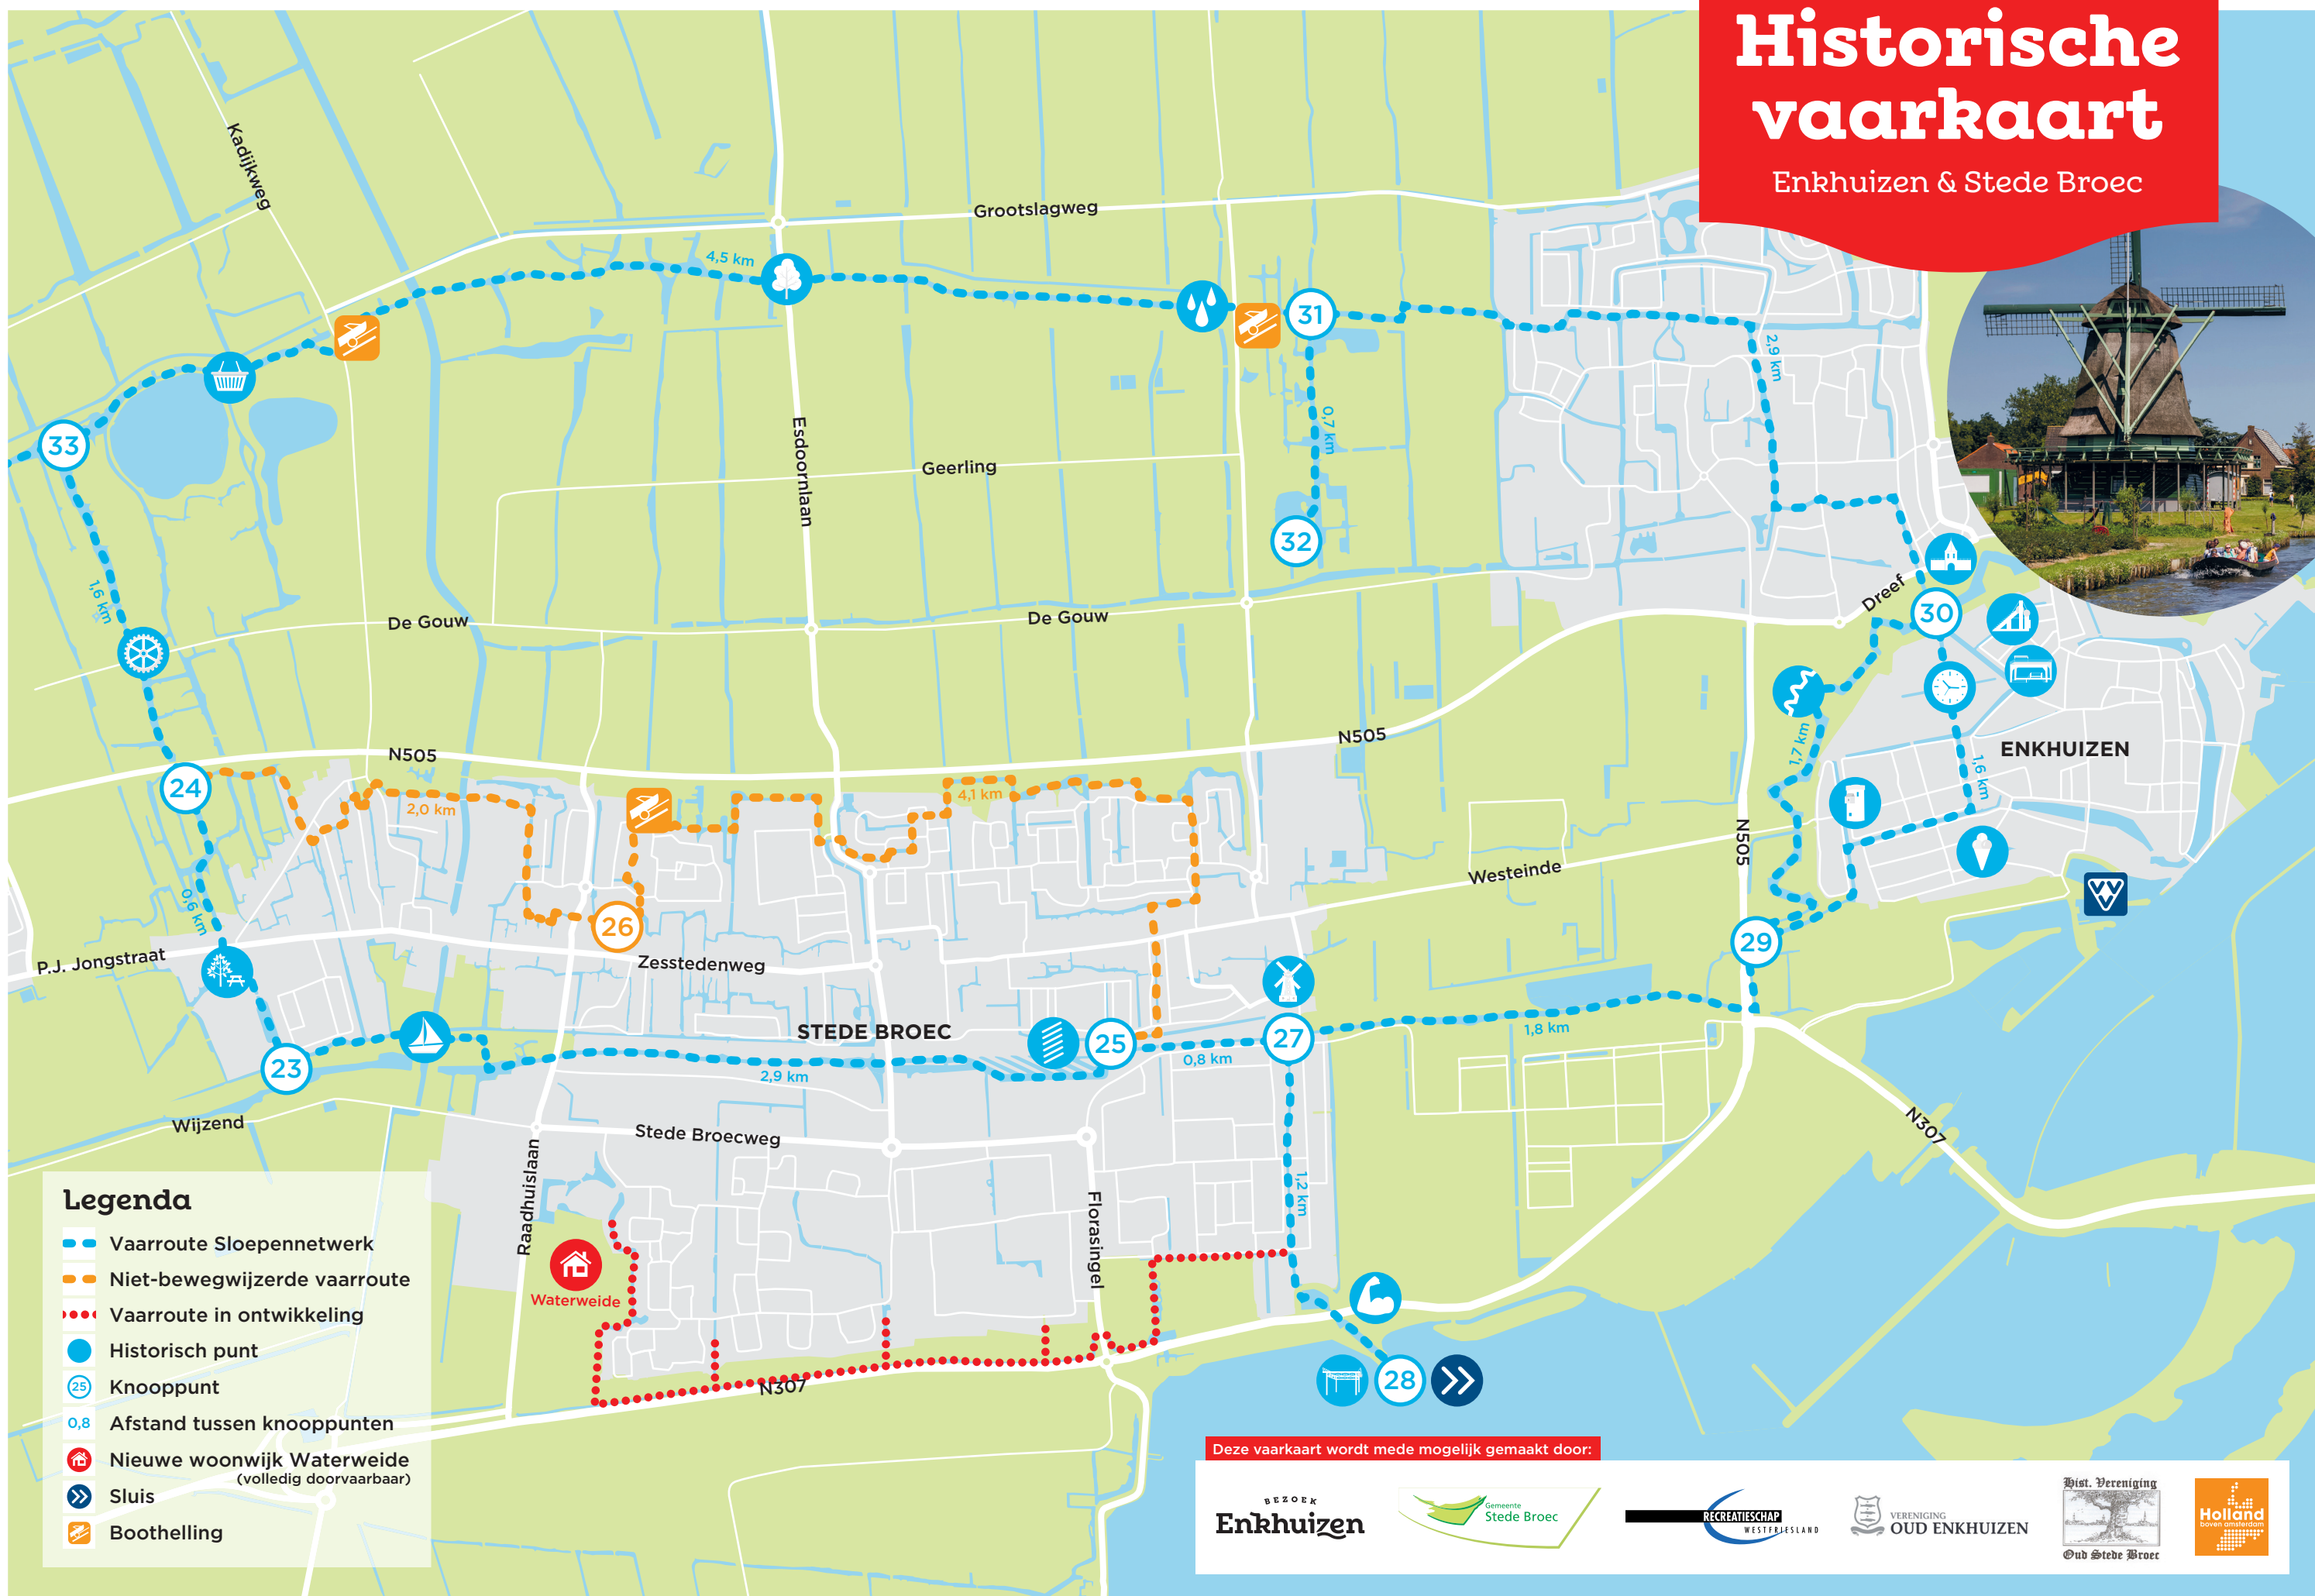 Historische
vaarkaart
Enkhuizen & Stede Broec
Kadijkweg
Grootslagweg
4,5 km
31
2,9 km
33
0,7 km
Esdoornlaan
Geerling
32
1,6 km
De Gouw
De Gouw
Dreef
30
N505
N505
1,7 km
ENKHUIZEN
1,6 km
24
2,0 km
4,1 km
N505
Westeinde
0,6 km
26
29
P.J. Jongstraat
Zesstedenweg
STEDE BROEC
25
27
1,8 km
0,8 km
23
2,9 km
Wijzend
Stede Broecweg
N307
Raadhuislaan
Florasingel
1,2 km
Waterweide
28
N307
Legenda
Vaarroute Sloepennetwerk
Niet-bewegwijzerde vaarroute
Vaarroute in ontwikkeling
Historisch punt
25 Knooppunt
0,8 Afstand tussen knooppunten
Nieuwe woonwijk Waterweide
(volledig doorvaarbaar)
Sluis
Boothelling
Deze vaarkaart wordt mede mogelijk gemaakt door:
BEZOEK
Enkhuizen
Gemeente
Stede Broec
RECREATIESCHAP
WESTFRIESLAND
VERENIGING
OUD ENKHUIZEN
Hist. Vereniging
Oud Stede Broec
Holland
boven amsterdam
VVV